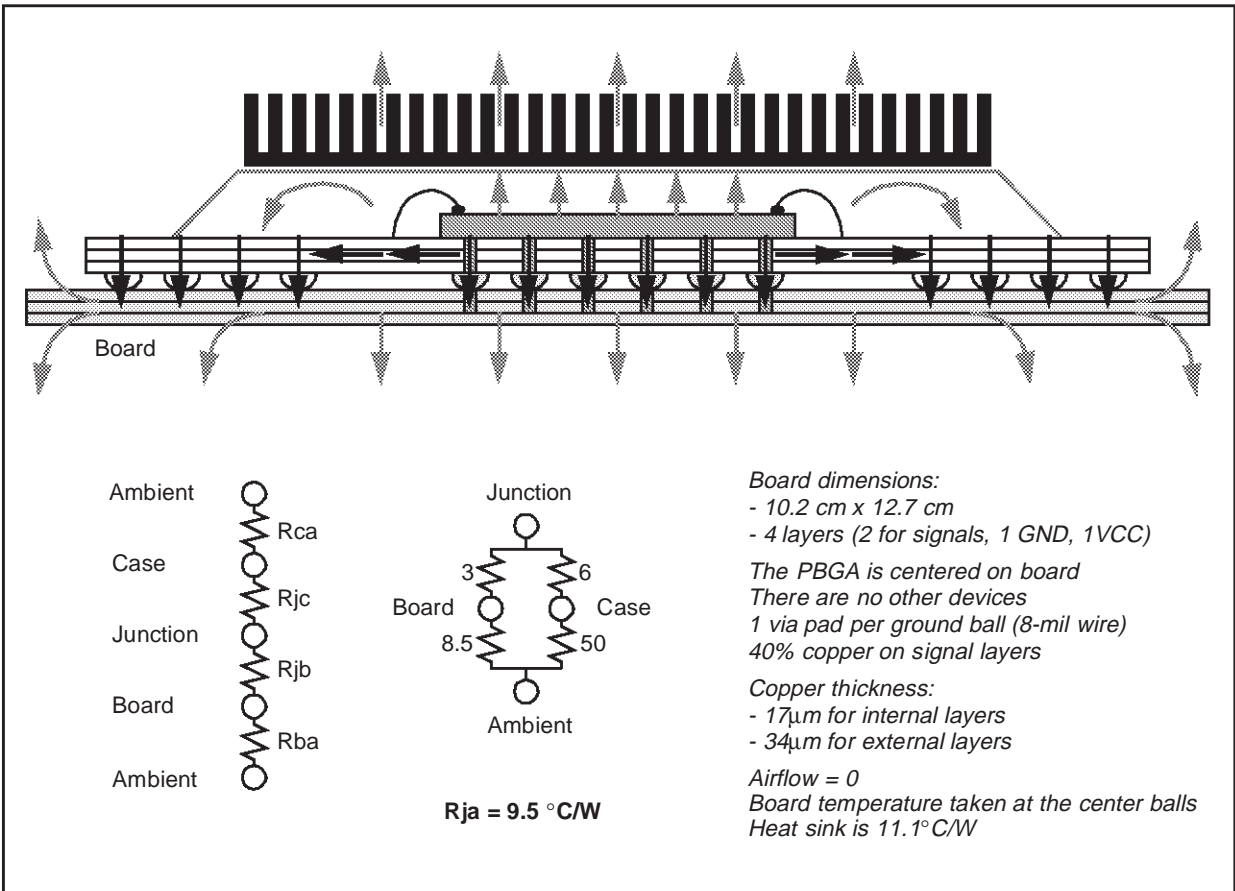 Board
Ambient
Rca
Case
Rjc
Junction
Rjb
Board
Rba
Ambient
Junction
3
6
Board
Case
8.5
50
Ambient
Rja = 9.5 °C/W
Board dimensions:
- 10.2 cm x 12.7 cm
- 4 layers (2 for signals, 1 GND, 1VCC)
The PBGA is centered on board
There are no other devices
1 via pad per ground ball (8-mil wire)
40% copper on signal layers
Copper thickness:
- 17μm for internal layers
- 34μm for external layers
Airflow = 0
Board temperature taken at the center balls
Heat sink is 11.1°C/W